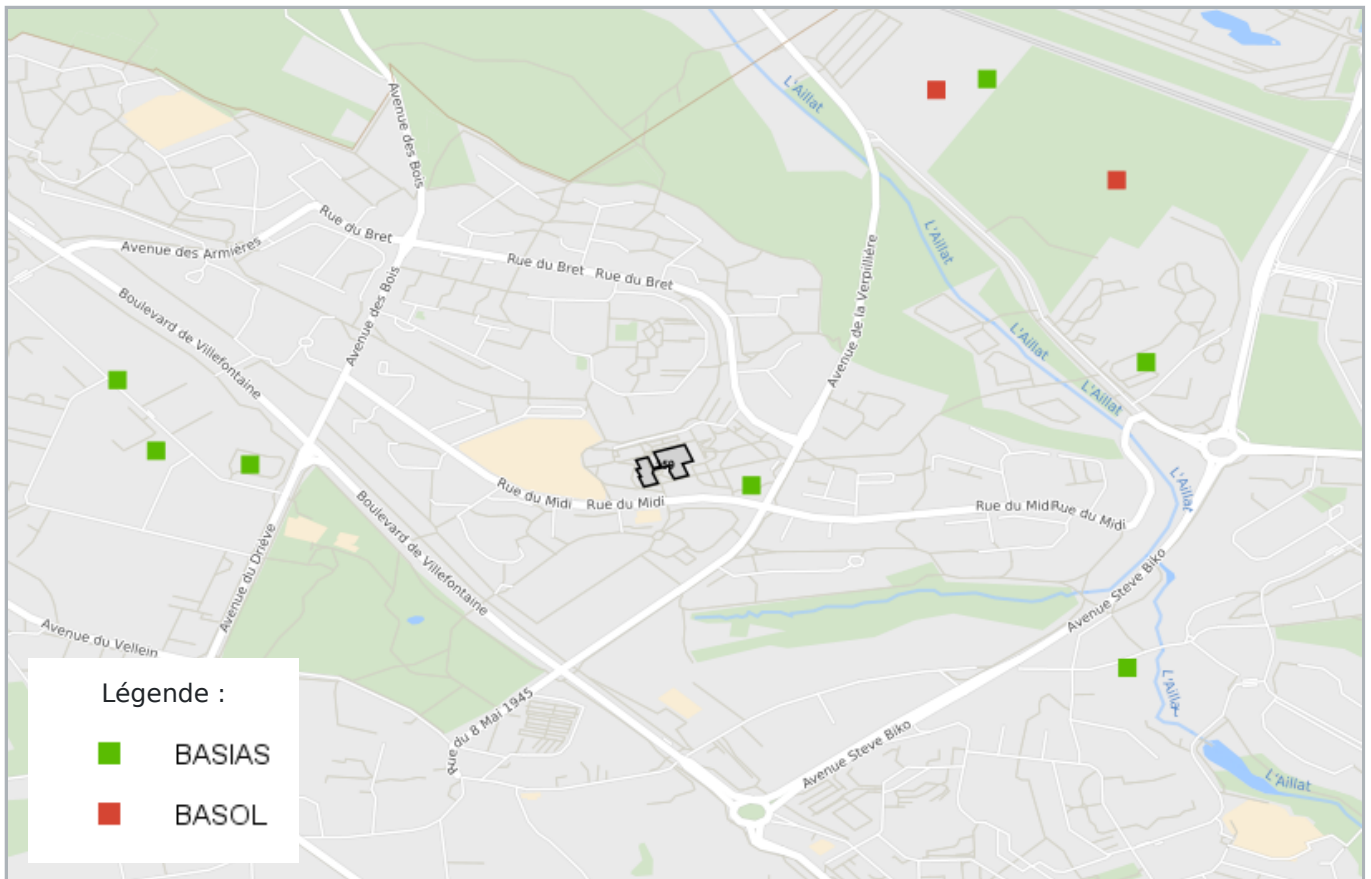 L'Aillat
Avenue des Bois
Rue du Bret
Avenue des Armières
L'Aillat
Rue du Bret
Rue du Bret
Avenue de la Verpillière
Boulevard de Villefontaine
Avenue des Bois
L'Aillat
L'Aillat
Rue du Midi
Rue du Midi
Rue du Midi
Rue du Midi
L'Aillat
Boulevard de Villefontaine
Avenue du Driève
Avenue Steve Biko
Avenue du Vellein
L'Aillat
Rue du 8 Mai 1945
Avenue Steve Biko
L'Aillat
Légende :
BASIAS
BASOL